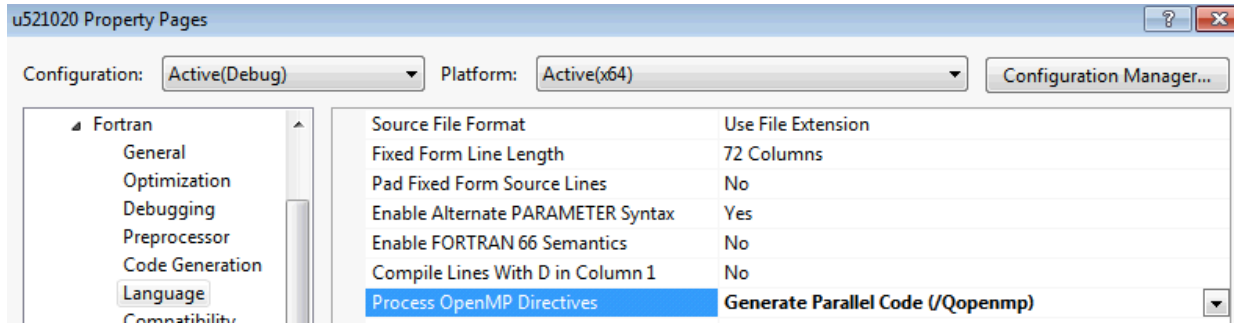 u521020 Property Pages
Configuration: Active(Debug) Platform: Active(x64) Configuration Manager...
Fortran
General
Optimization
Debugging
Preprocessor
Code Generation
Language
Compatibility
Source File Format Use File Extension
Fixed Form Line Length 72 Columns
Pad Fixed Form Source Lines No
Enable Alternate PARAMETER Syntax Yes
Enable FORTRAN 66 Semantics No
Compile Lines With D in Column 1 No
Process OpenMP Directives Generate Parallel Code (/Qopenmp)